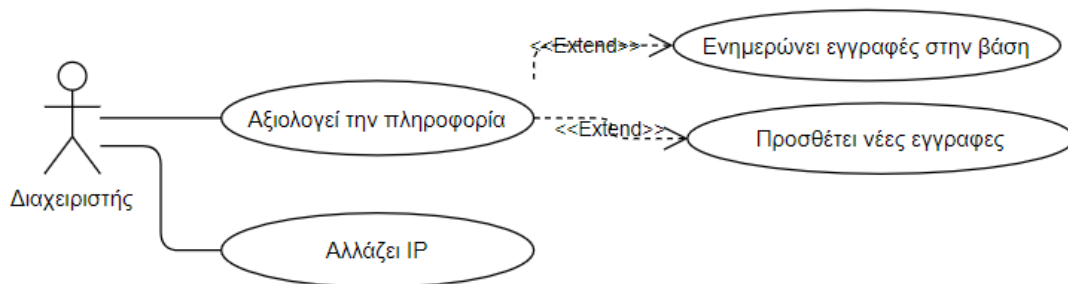 <<Extend>>
Ενημερώνει εγγραφές στην βάση
Αξιολογεί την πληροφορία
<<Extend>>
Προσθέτει νέες εγγραφες
Διαχειριστής
Αλλάζει IP